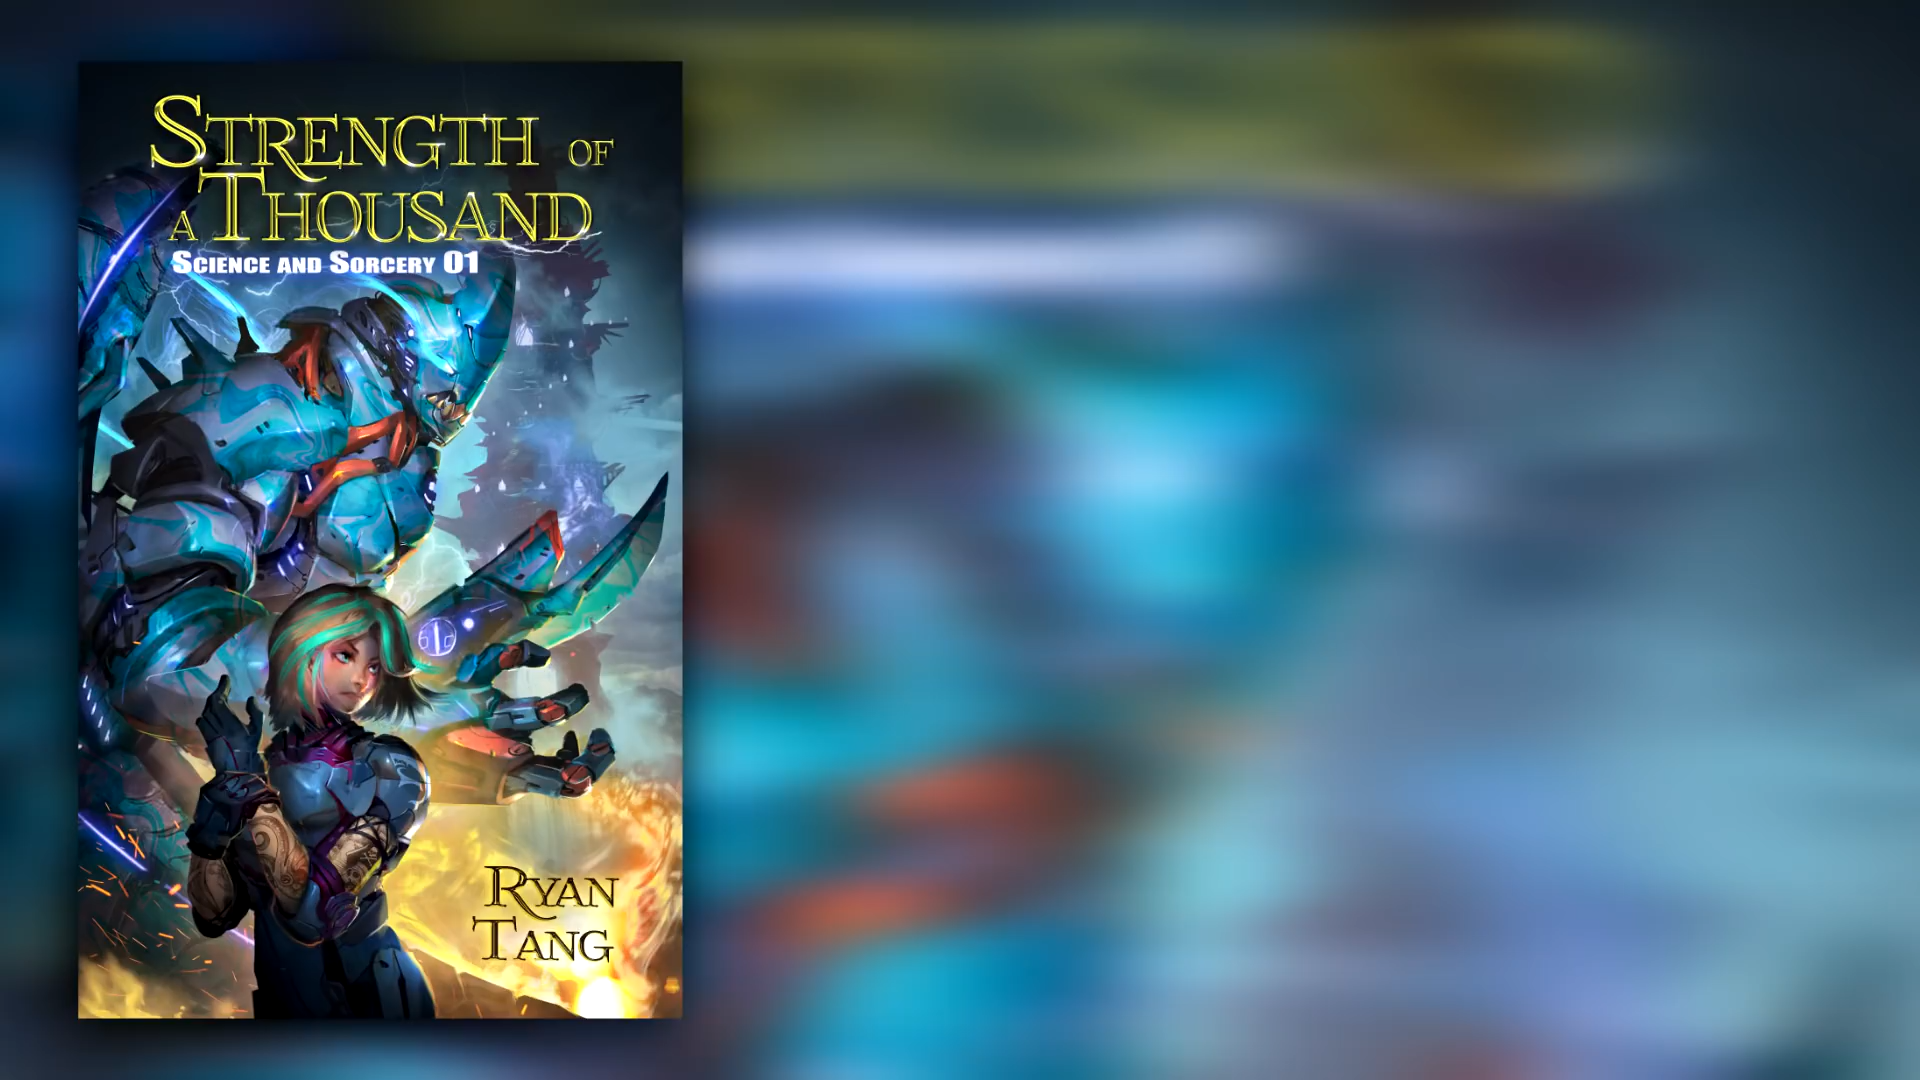 STRENGTH OF
A THOUSAND
SCIENCE AND SORCERY 01
RYAN
TANG